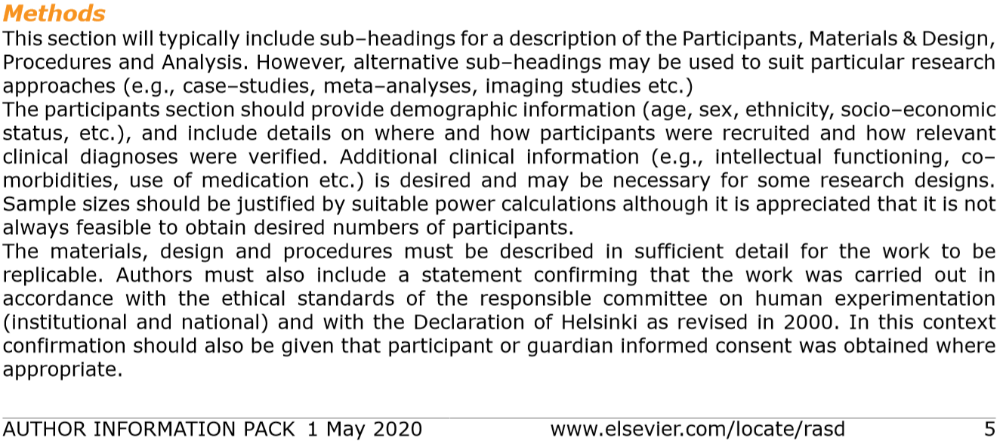 Methods
This section will typically include sub-headings for a description of the Participants, Materials & Design,
Procedures and Analysis. However, alternative sub-headings may be used to suit particular research
approaches (e.g., case-studies, meta-analyses, imaging studies etc.)
The participants section should provide demographic information (age, sex, ethnicity, socio-economic
status, etc.), and include details on where and how participants were recruited and how relevant
clinical diagnoses were verified. Additional clinical information (e.g., intellectual functioning, co-
morbidities, use of medication etc.) is desired and may be necessary for some research designs.
Sample sizes should be justified by suitable power calculations although it is appreciated that it is not
always feasible to obtain desired numbers of participants.
The materials, design and procedures must be described in sufficient detail for the work to be
replicable. Authors must also include a statement confirming that the work was carried out in
accordance with the ethical standards of the responsible committee on human experimentation
(institutional and national) and with the Declaration of Helsinki as revised in 2000. In this context
confirmation should also be given that participant or guardian informed consent was obtained where
appropriate.
AUTHOR INFORMATION PACK 1 May 2020 www.elsevier.com/locate/rasd 5